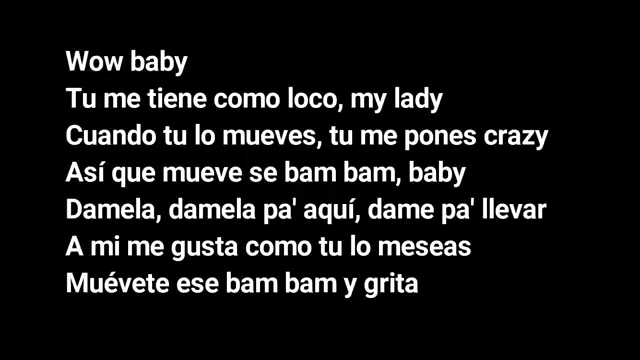 Wow baby
Tu me tiene como loco, my lady
Cuando tu lo mueves, tu me pones crazy
Así que mueve se bam bam, baby
Damela, damela pa' aquí, dame pa' llevar
A mi me gusta como tu lo meseas
Muévete ese bam bam y grita